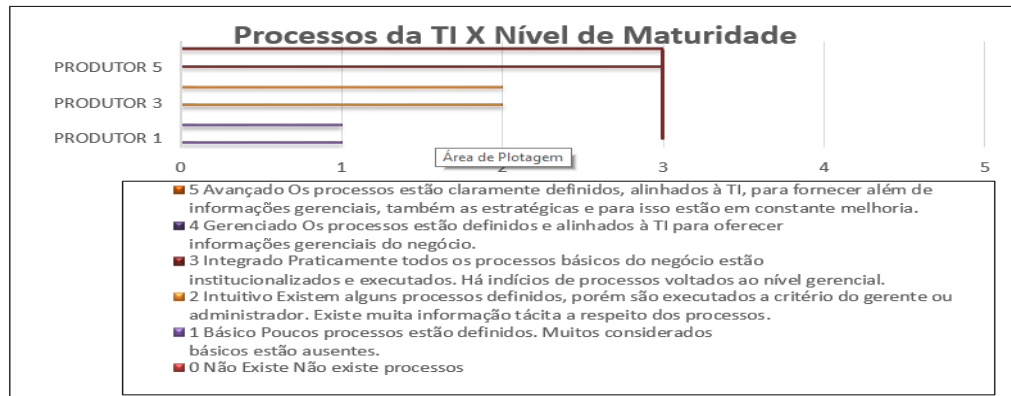 Processos da TI X Nível de Maturidade
PRODUTOR 5
PRODUTOR 3
PRODUTOR 1
0 1 2 3 4 5
Área de Plotagem
5 Avançado Os processos estão claramente definidos, alinhados à TI, para fornecer além de
informações gerenciais, também as estratégicas e para isso estão em constante melhoria.
4 Gerenciado Os processos estão definidos e alinhados à TI para oferecer
informações gerenciais do negócio.
3 Integrado Praticamente todos os processos básicos do negócio estão
institucionalizados e executados. Há indícios de processos voltados ao nível gerencial.
2 Intuitivo Existem alguns processos definidos, porém são executados a critério do gerente ou
administrador. Existe muita informação tácita a respeito dos processos.
1 Básico Poucos processos estão definidos. Muitos considerados
básicos estão ausentes.
0 Não Existe Não existe processos